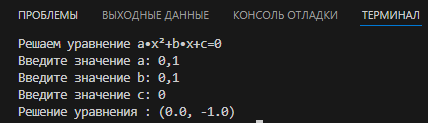 ПРОБЛЕМЫ ВЫХОДНЫЕ ДАННЫЕ КОНСОЛЬ ОТЛАДКИ ТЕРМИНАЛ
Решаем уравнение a•x²+b•x+c=0
Введите значение a: 0,1
Введите значение b: 0,1
Введите значение c: 0
Решение уравнения : (0.0, -1.0)